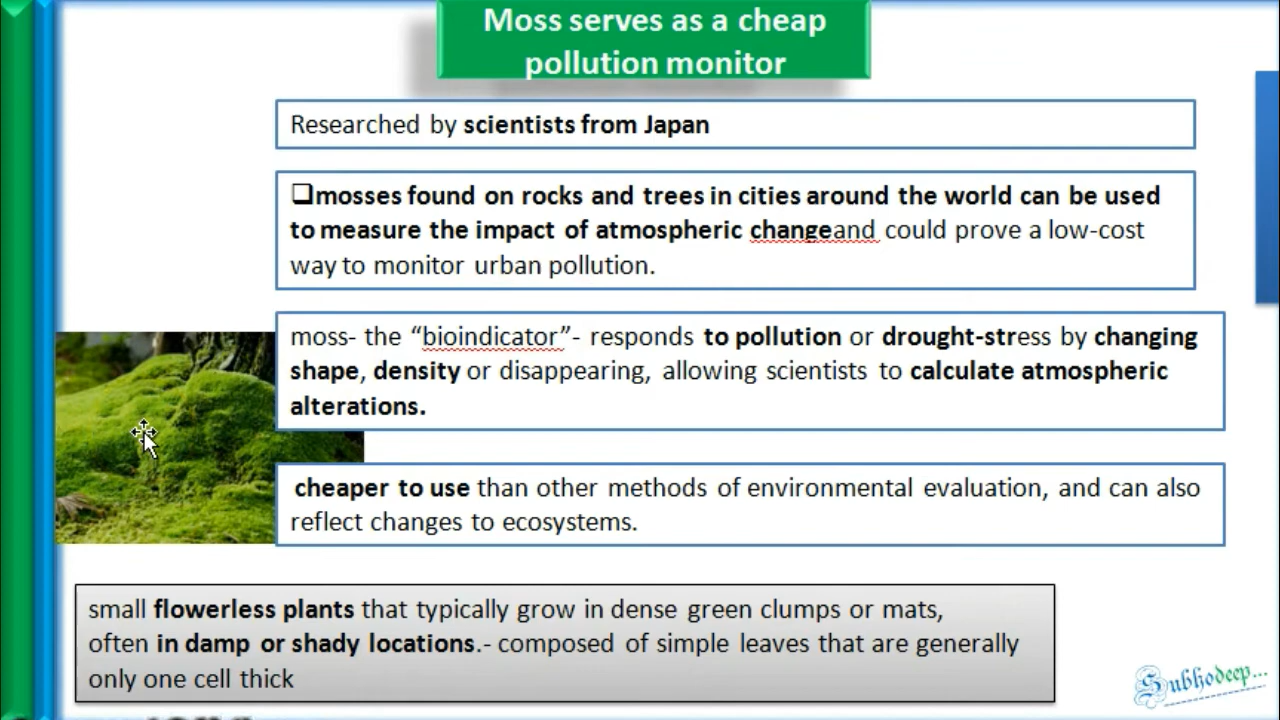 Moss serves as a cheap
pollution monitor
Researched by scientists from Japan
❑mosses found on rocks and trees in cities around the world can be used
to measure the impact of atmospheric changeand could prove a low-cost
way to monitor urban pollution.
moss- the “bioindicator”- responds to pollution or drought-stress by changing
shape, density or disappearing, allowing scientists to calculate atmospheric
alterations.
cheaper to use than other methods of environmental evaluation, and can also
reflect changes to ecosystems.
small flowerless plants that typically grow in dense green clumps or mats,
often in damp or shady locations.- composed of simple leaves that are generally
only one cell thick
Subhodeep...